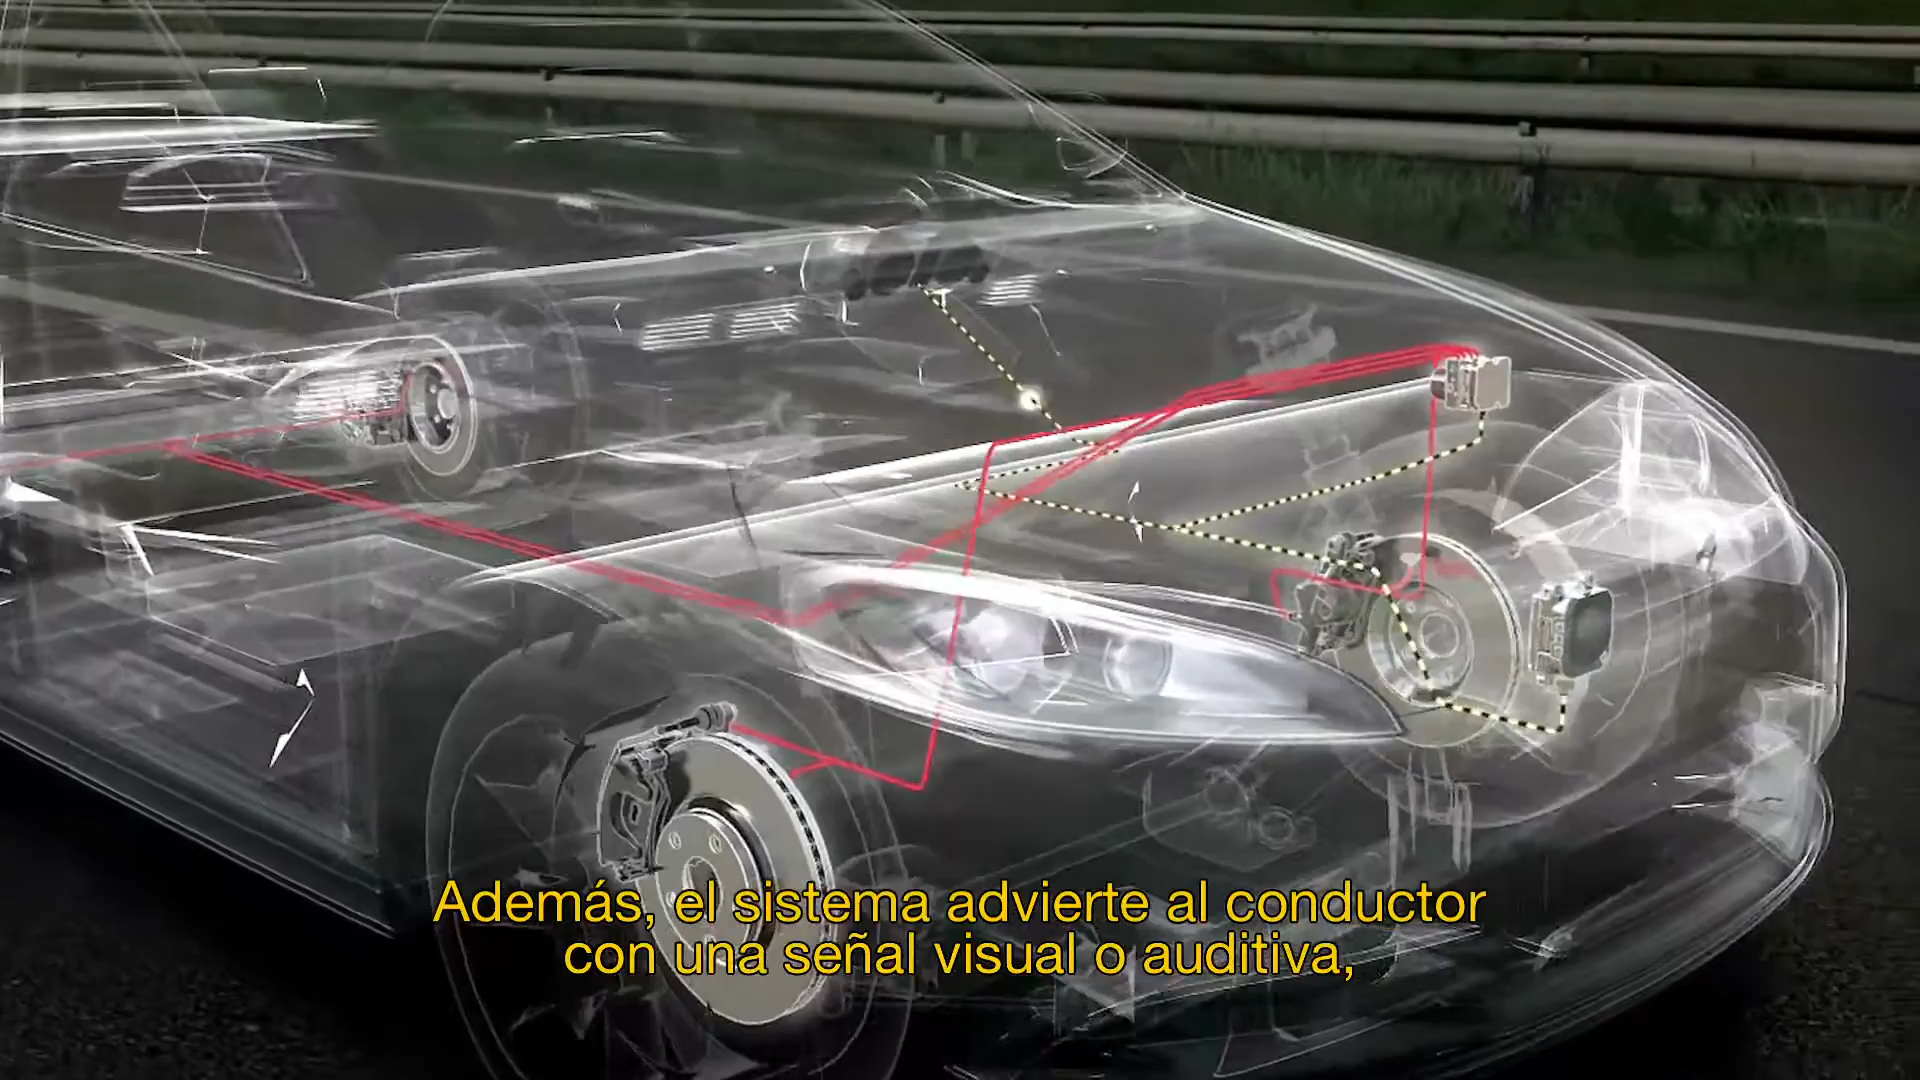 Además, el sistema advierte al conductor
con una señal visual o auditiva,